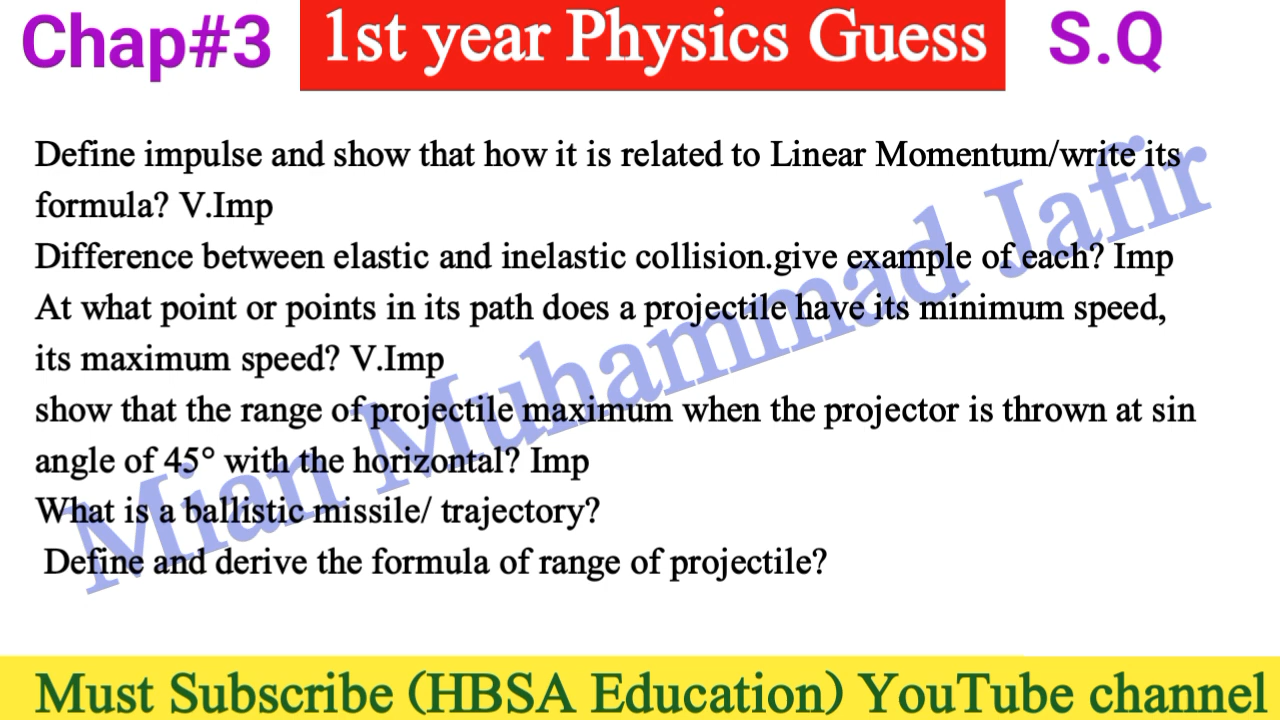 Chap#3 1st year Physics Guess S.Q
Define impulse and show that how it is related to Linear Momentum/write its
formula? V.Imp
Difference between elastic and inelastic collision.give example of each? Imp
At what point or points in its path does a projectile have its minimum speed,
its maximum speed? V.Imp
show that the range of projectile maximum when the projector is thrown at sin
angle of 45° with the horizontal? Imp
What is a ballistic missile/ trajectory?
Define and derive the formula of range of projectile?
Mian Muhammad Jafir
Must Subscribe (HBSA Education) YouTube channel